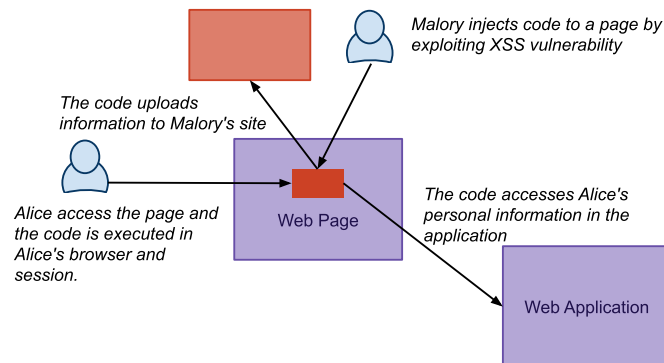 Malory injects code to a page by
exploiting XSS vulnerability
The code uploads
information to Malory's site
Alice access the page and
the code is executed in
Alice's browser and
session.
Web Page
The code accesses Alice's
personal information in the
application
Web Application